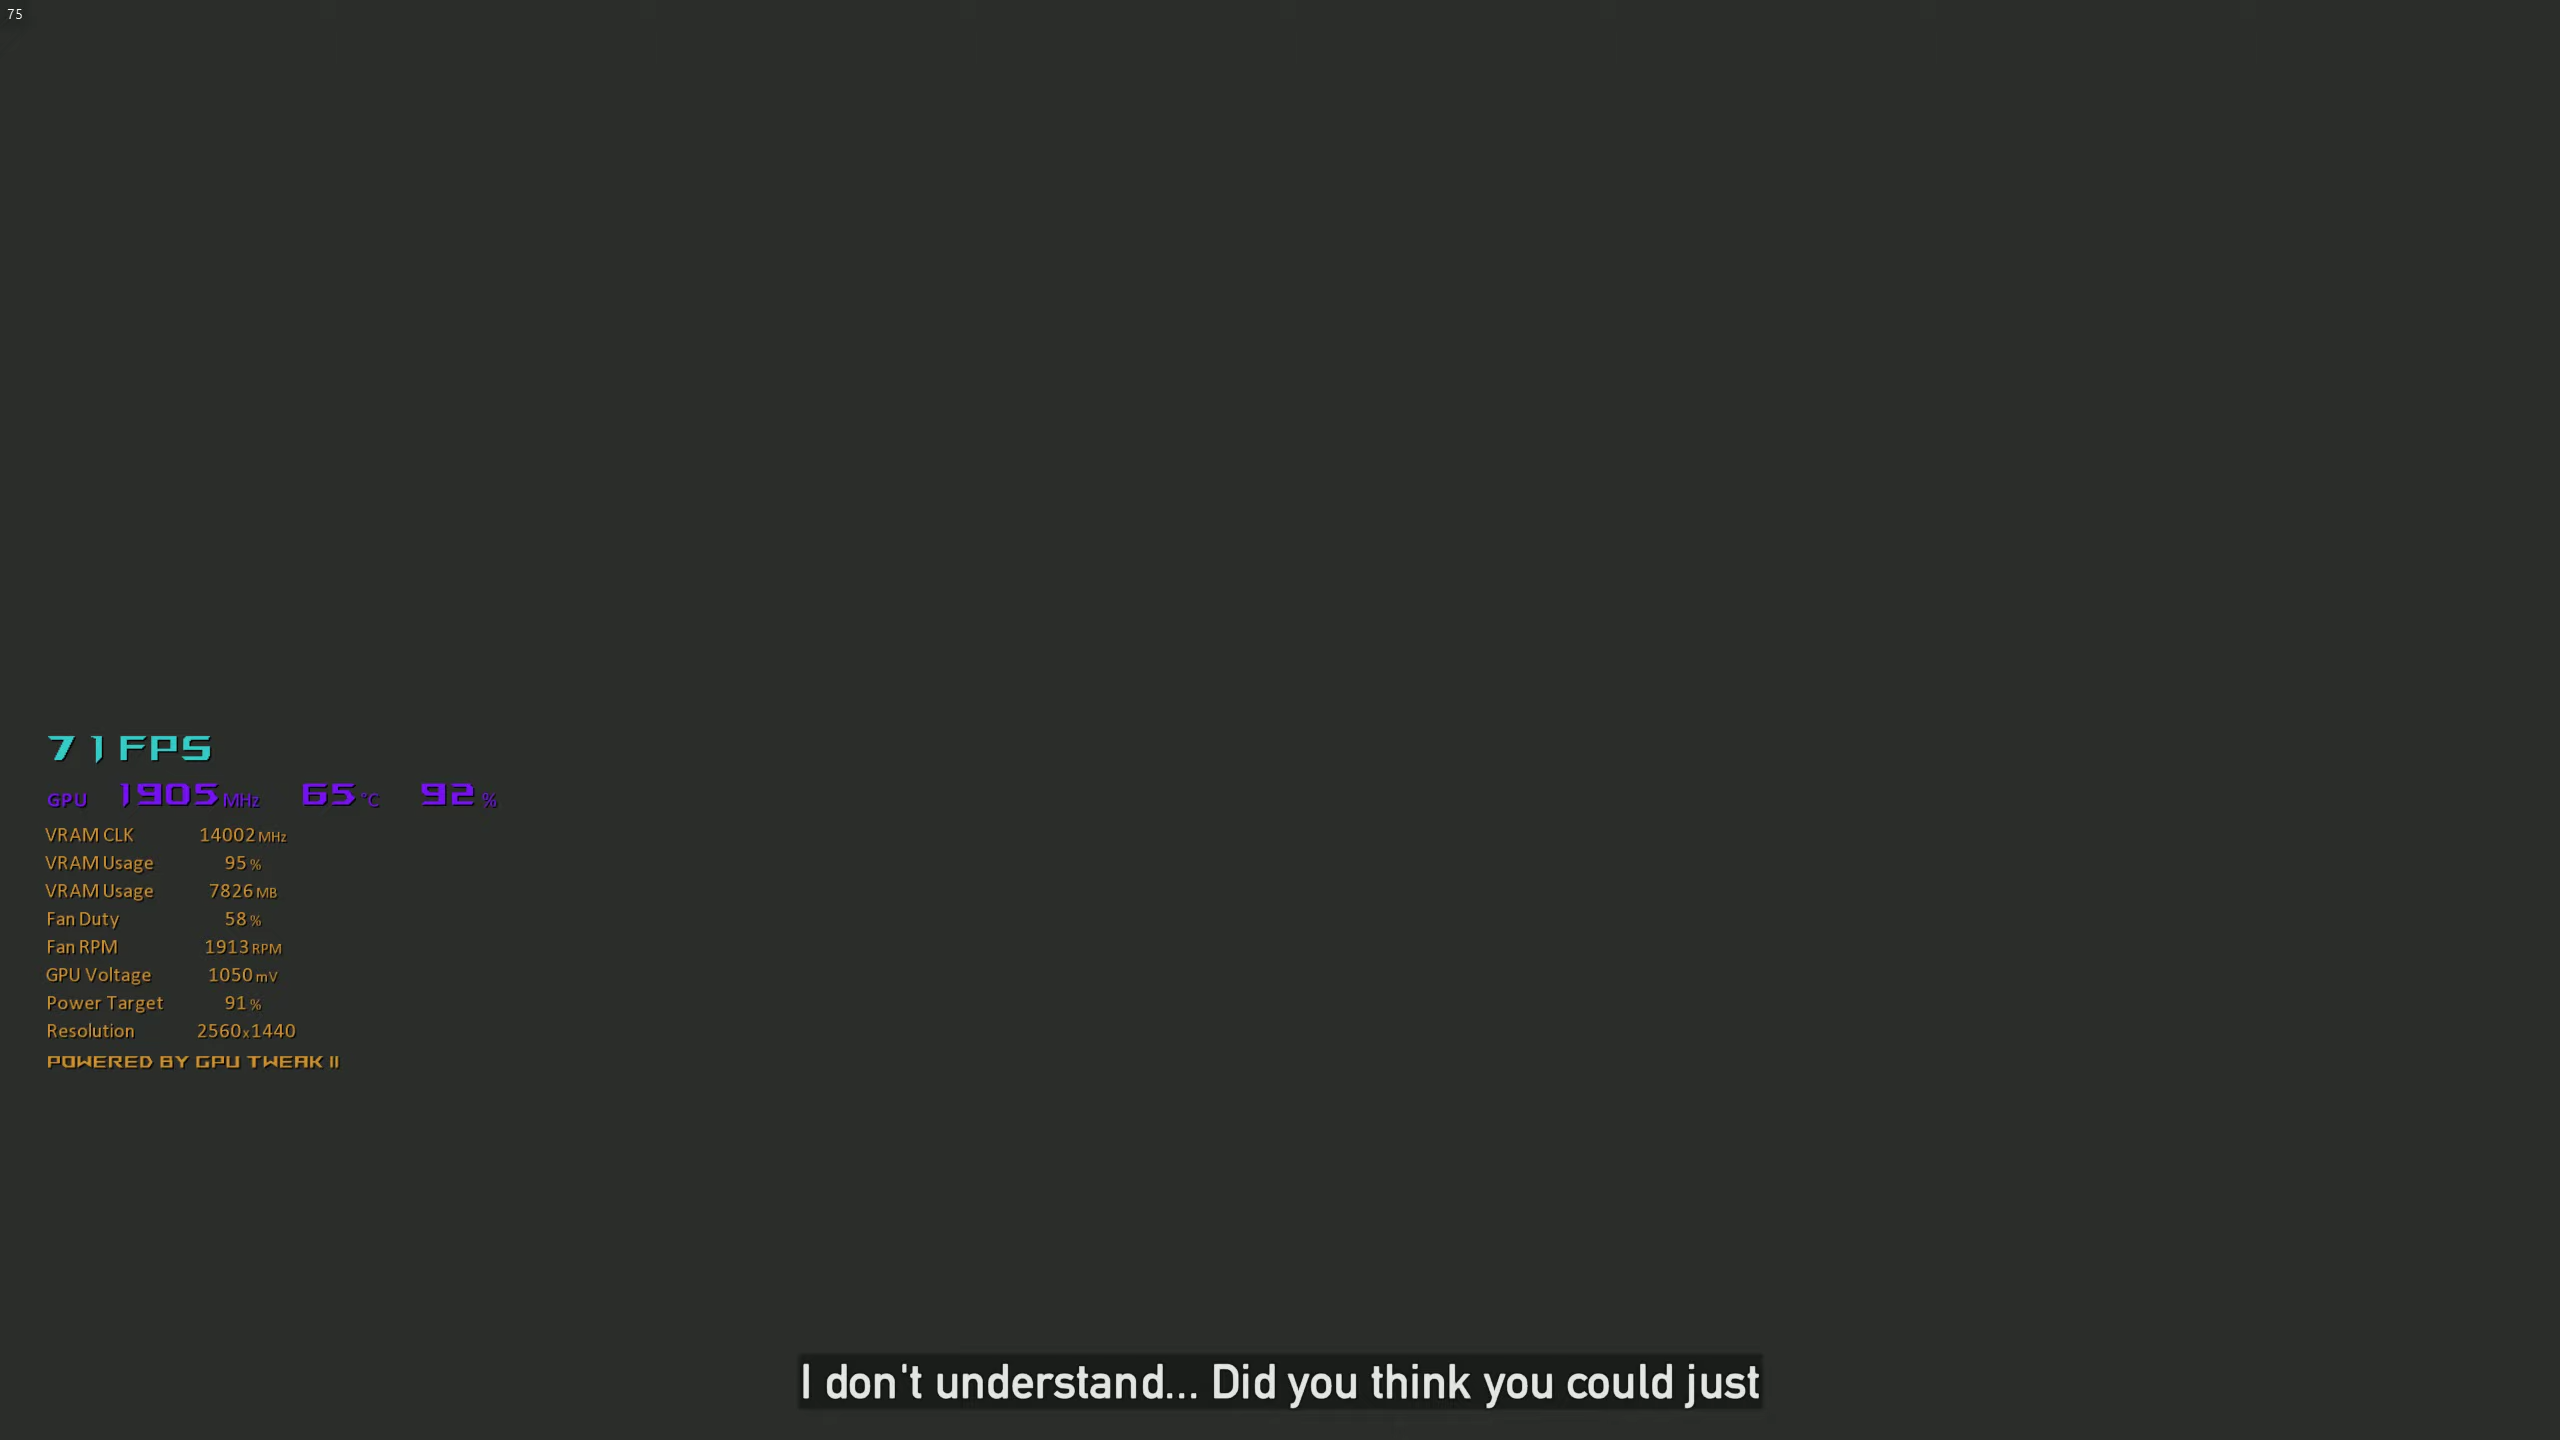 75
71 FPS
GPU 1905 MHz 65 °C 92 %
VRAM CLK 14002 MHz
VRAM Usage 95 %
VRAM Usage 7826 MB
Fan Duty 58 %
Fan RPM 1913 RPM
GPU Voltage 1050 mV
Power Target 91 %
Resolution 2560x1440
POWERED BY GPU TWEAK II
I don't understand... Did you think you could just